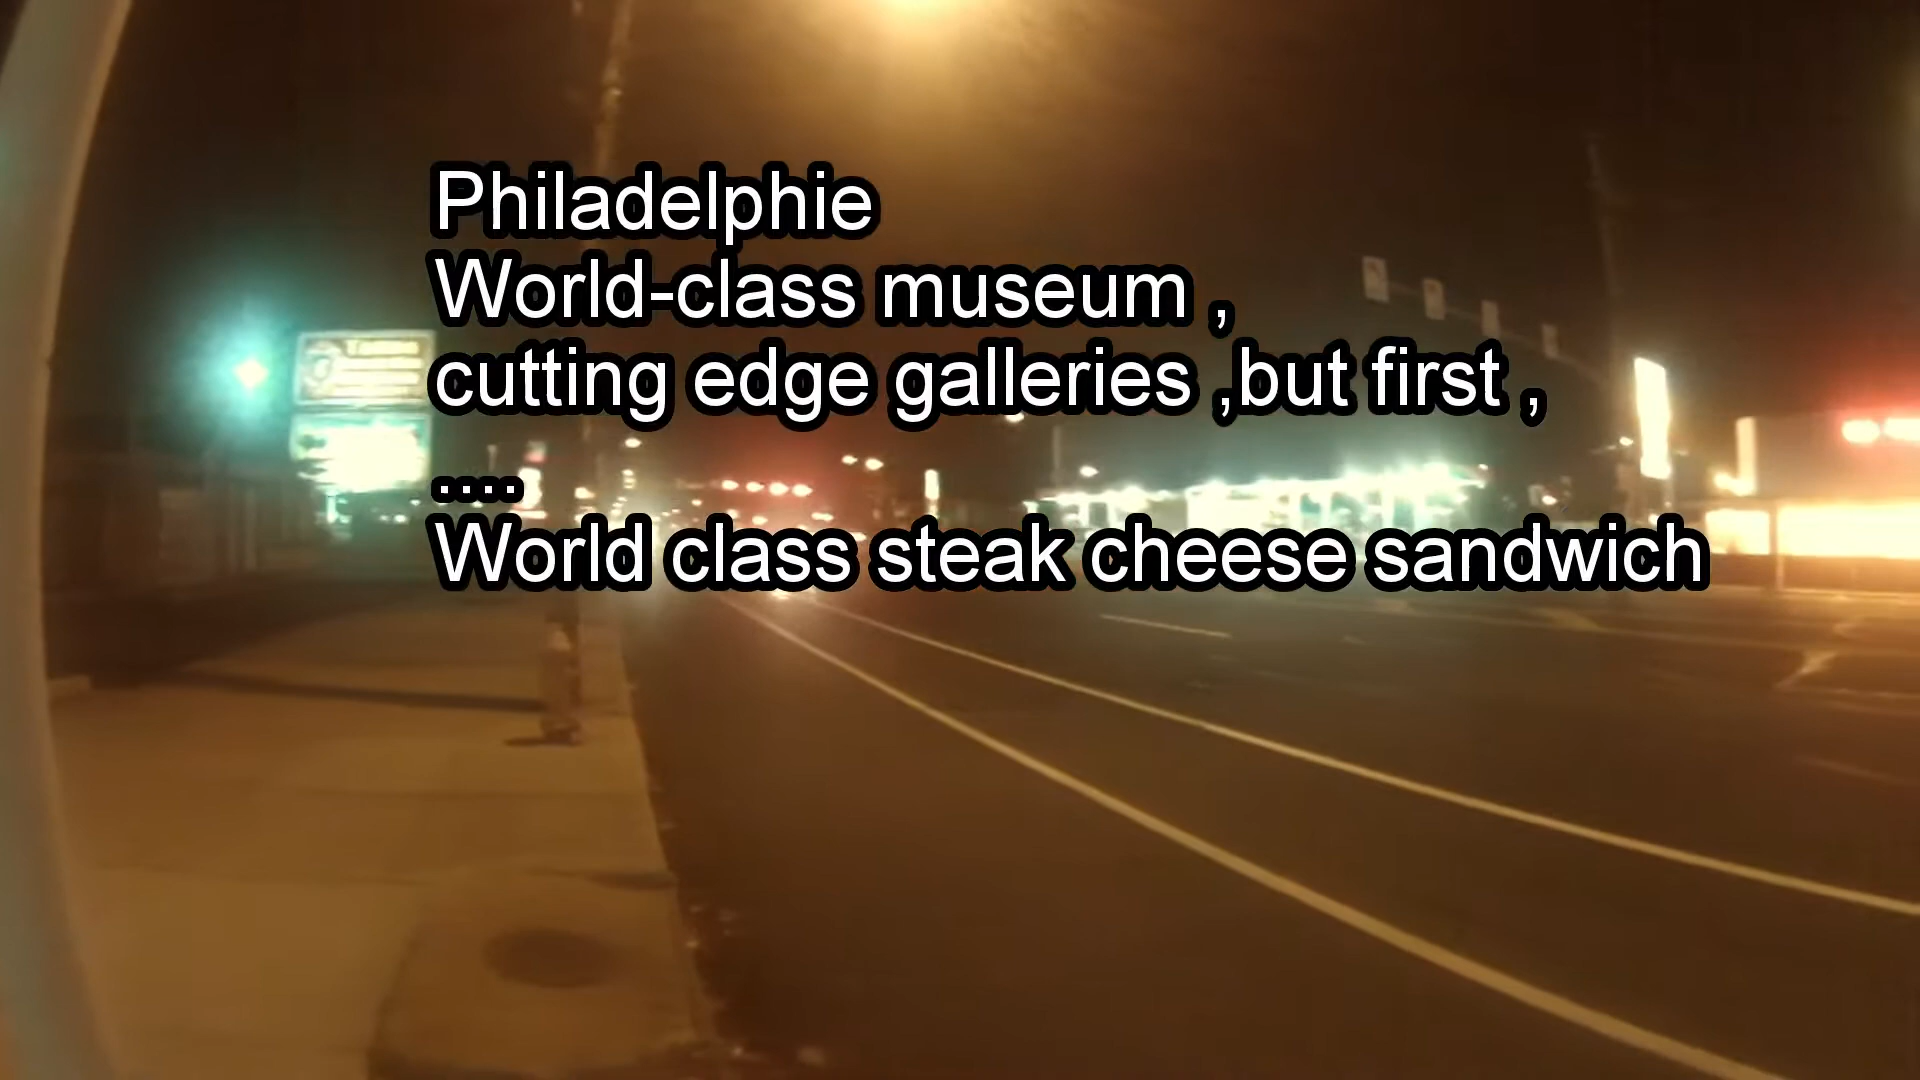 Philadelphie
World-class museum ,
cutting edge galleries ,but first ,
....
World class steak cheese sandwich